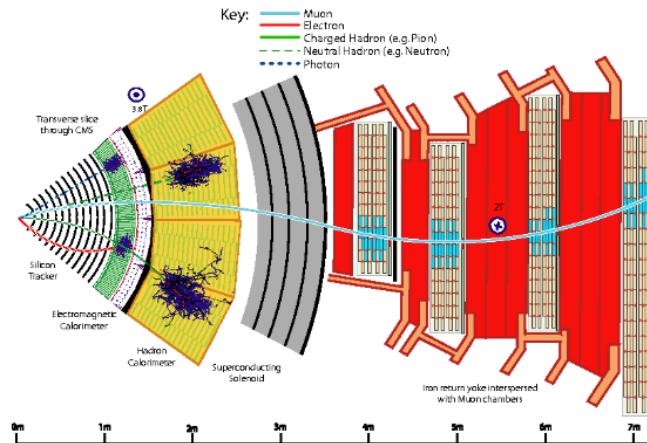 Key:
Muon
Electron
Charged Hadron (e.g. Pion)
Neutral Hadron (e.g. Neutron)
Photon
3.8T
Transverse slice
through CMS
2T
Silicon
Tracker
Electromagnetic
Calorimeter
Hadron
Calorimeter
Superconducting
Solenoid
Iron return yoke interspersed
with Muon chambers
0m
1m
2m
3m
4m
5m
6m
7m